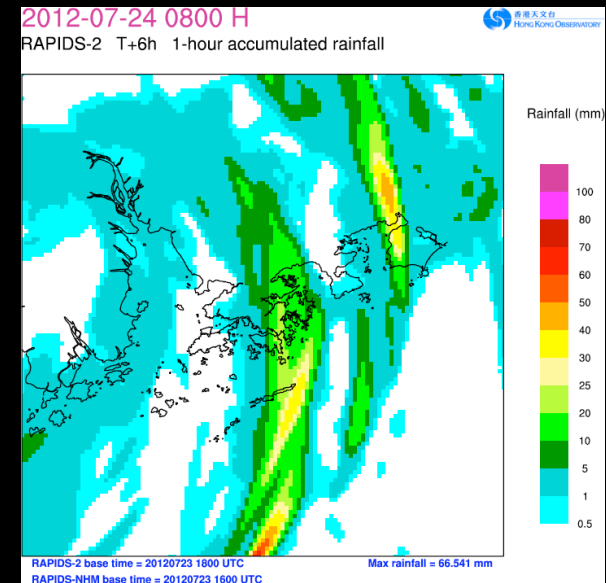 2012-07-24 0800 H
香港天文台
HONG KONG OBSERVATORY
RAPIDS-2 T+6h 1-hour accumulated rainfall
Rainfall (mm)
100
80
70
60
50
40
30
25
20
10
5
1
0.5
RAPIDS-2 base time = 20120723 1800 UTC
Max rainfall = 66.541 mm
RAPIDS-NHM base time = 20120723 1600 UTC